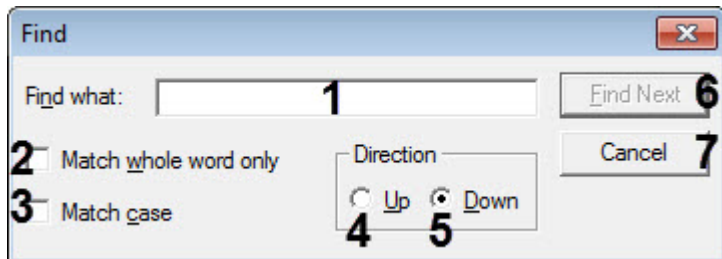 Find
Find what: 1 Find Next 6
2 Match whole word only Direction Cancel 7
3 Match case Up Down
4 5